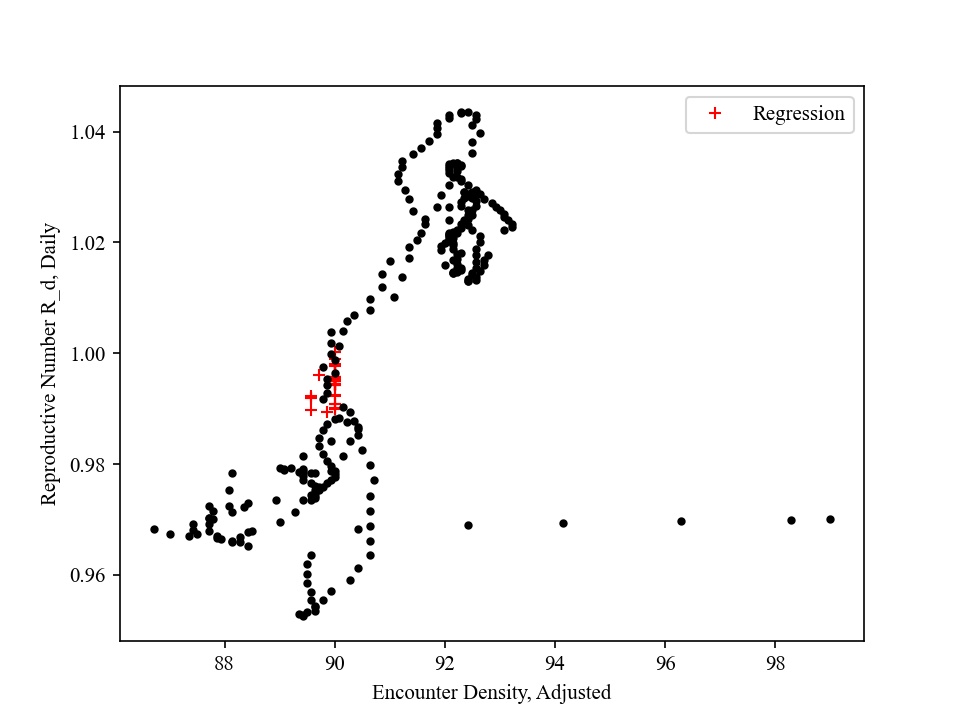 Regression
1.04
1.02
1.00
0.98
0.96
Reproductive Number R_d, Daily
88 90 92 94 96 98
Encounter Density, Adjusted